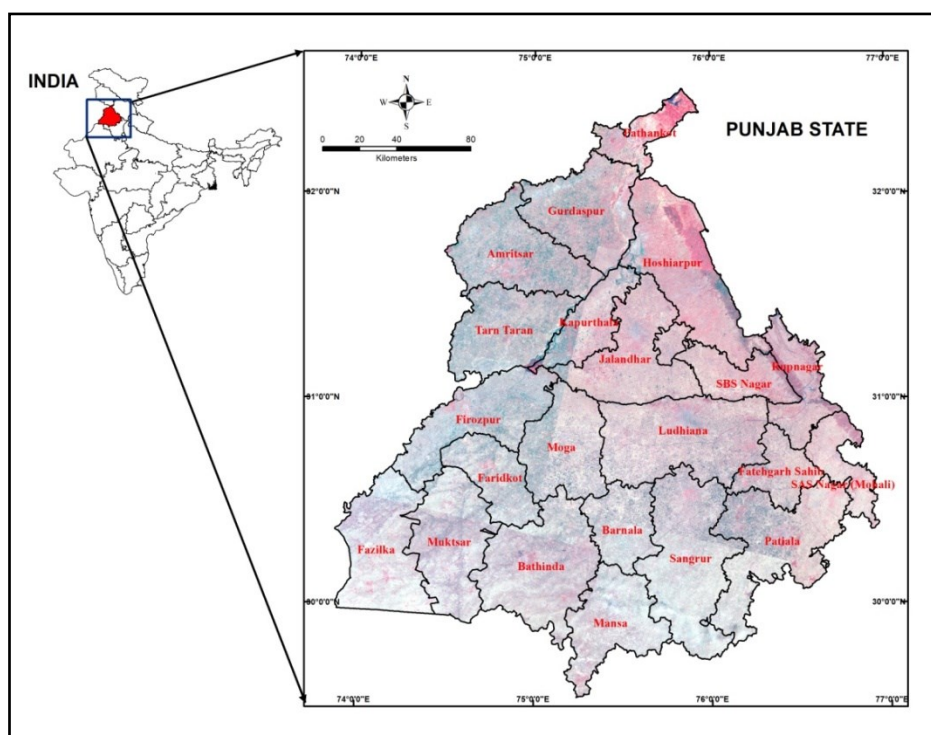 INDIA
74°0'0"E 75°0'0"E 76°0'0"E 77°0'0"E
N
W E
S
0 20 40 80
Kilometers
PUNJAB STATE
Pathankot
32°0'0"N 32°0'0"N
Gurdaspur
Amritsar
Hoshiarpur
Tarn Taran
Kapurthala
Jalandhar
Rupnagar
SBS Nagar
31°0'0"N 31°0'0"N
Firozpur
Ludhiana
Moga
Fatehgarh Sahib
Faridkot
SAS Nagar (Mohali)
Barnala
Muktsar
Patiala
Fazilka
Sangrur
Bathinda
30°0'0"N 30°0'0"N
Mansa
74°0'0"E 75°0'0"E 76°0'0"E 77°0'0"E